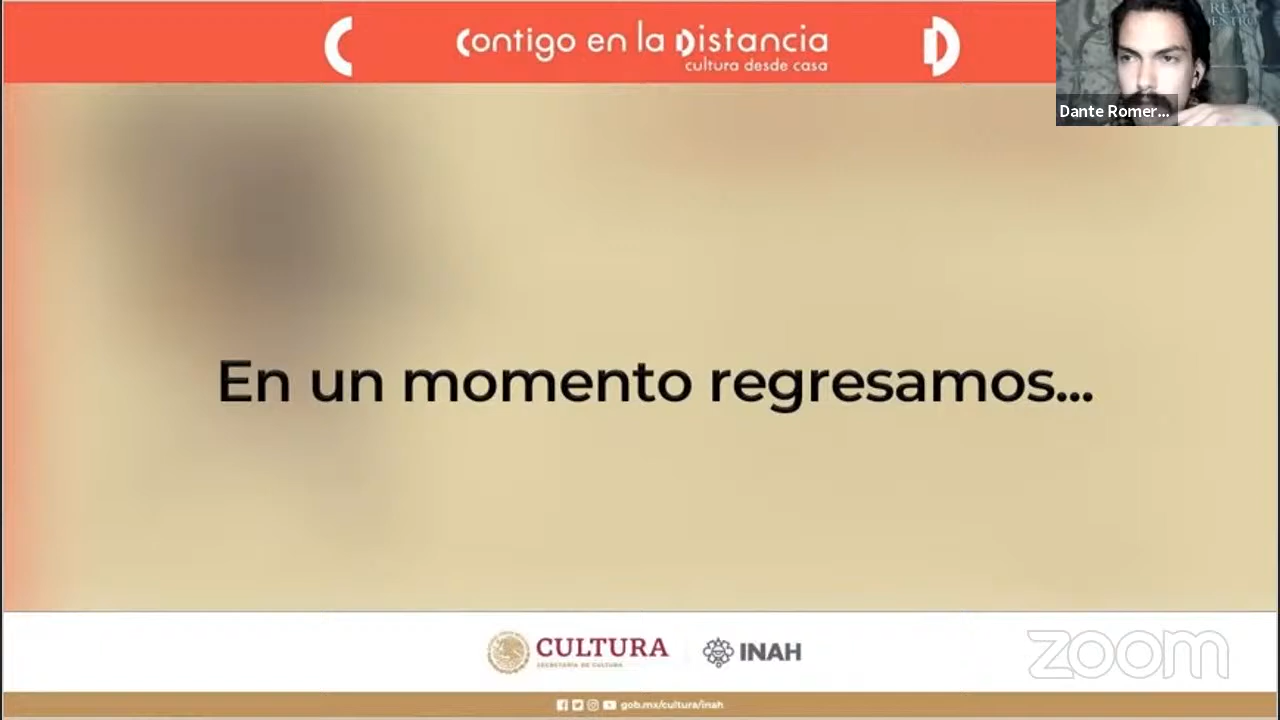 Contigo en la Distancia
cultura desde casa
REAL
Dante Romer...
En un momento regresamos...
CULTURA
SECRETARÍA DE CULTURA
INAH
zoom
gob.mx/cultura/inah